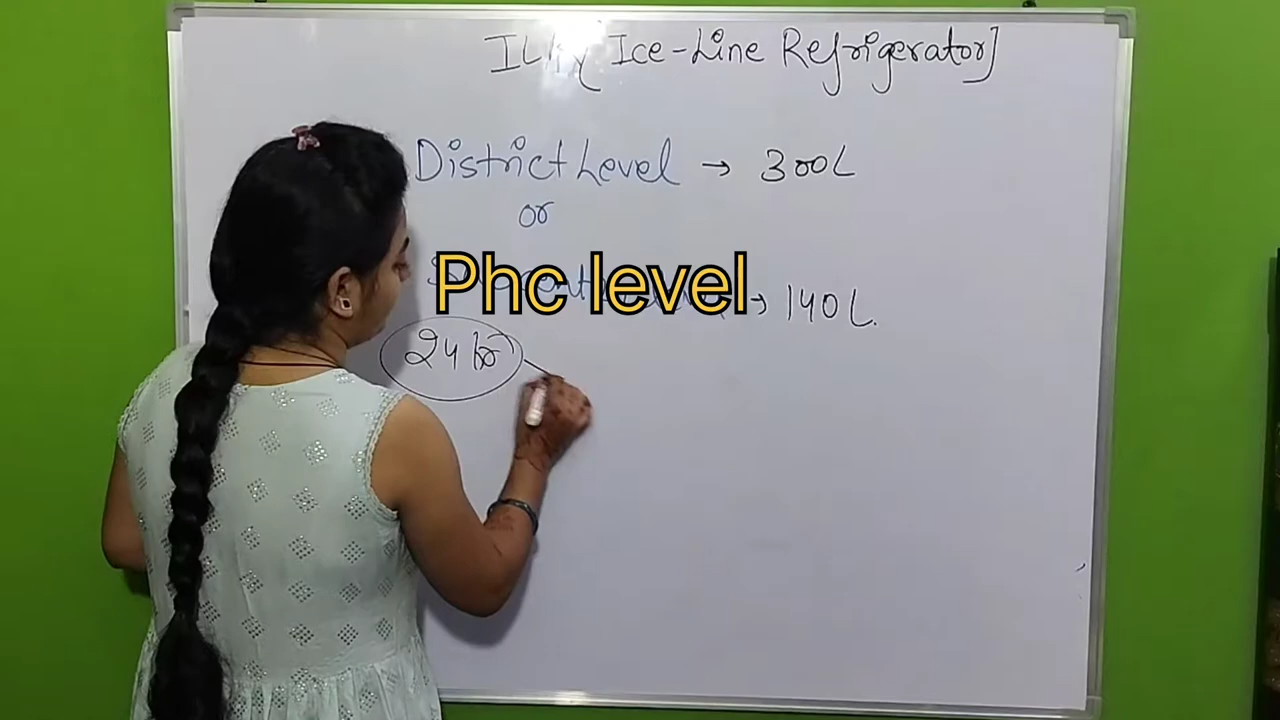 ILR [Ice-Line Refrigerator]
District Level → 300L
or
Phc level
→ 140L.
24 hr